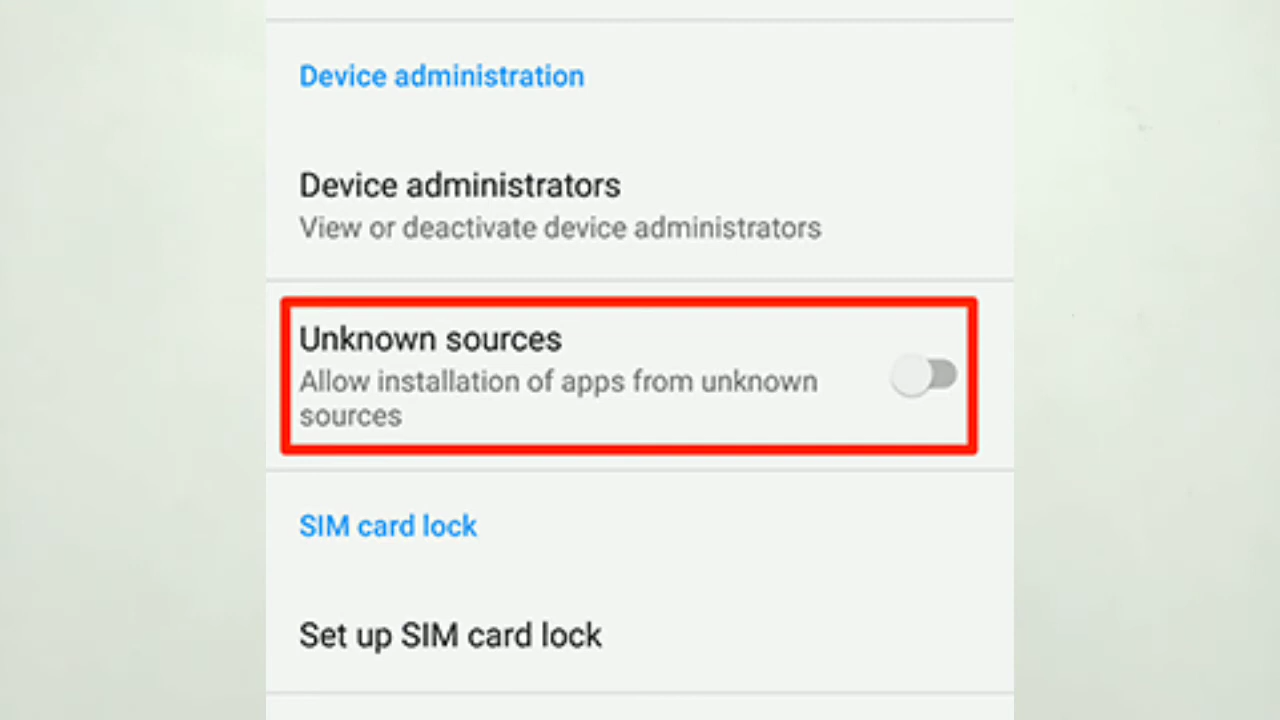 Device administration
Device administrators
View or deactivate device administrators
Unknown sources
Allow installation of apps from unknown
sources
SIM card lock
Set up SIM card lock